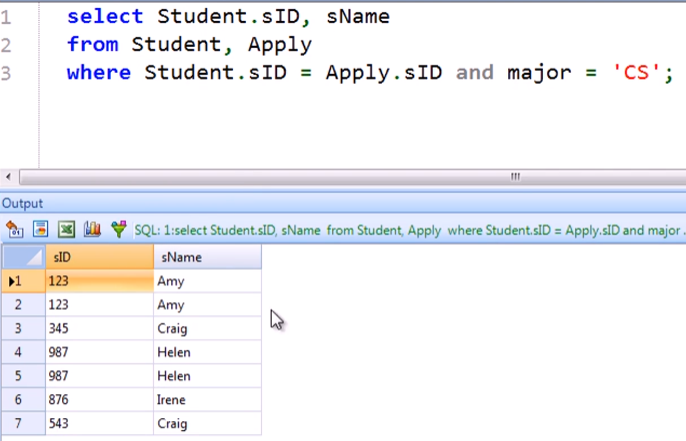 1 select Student.sID, sName
2 from Student, Apply
3 where Student.sID = Apply.sID and major = 'CS';
Output
SQL: 1:select Student.sID, sName from Student, Apply where Student.sID = Apply.sID and major .
sID sName
1 123 Amy
2 123 Amy
3 345 Craig
4 987 Helen
5 987 Helen
6 876 Irene
7 543 Craig